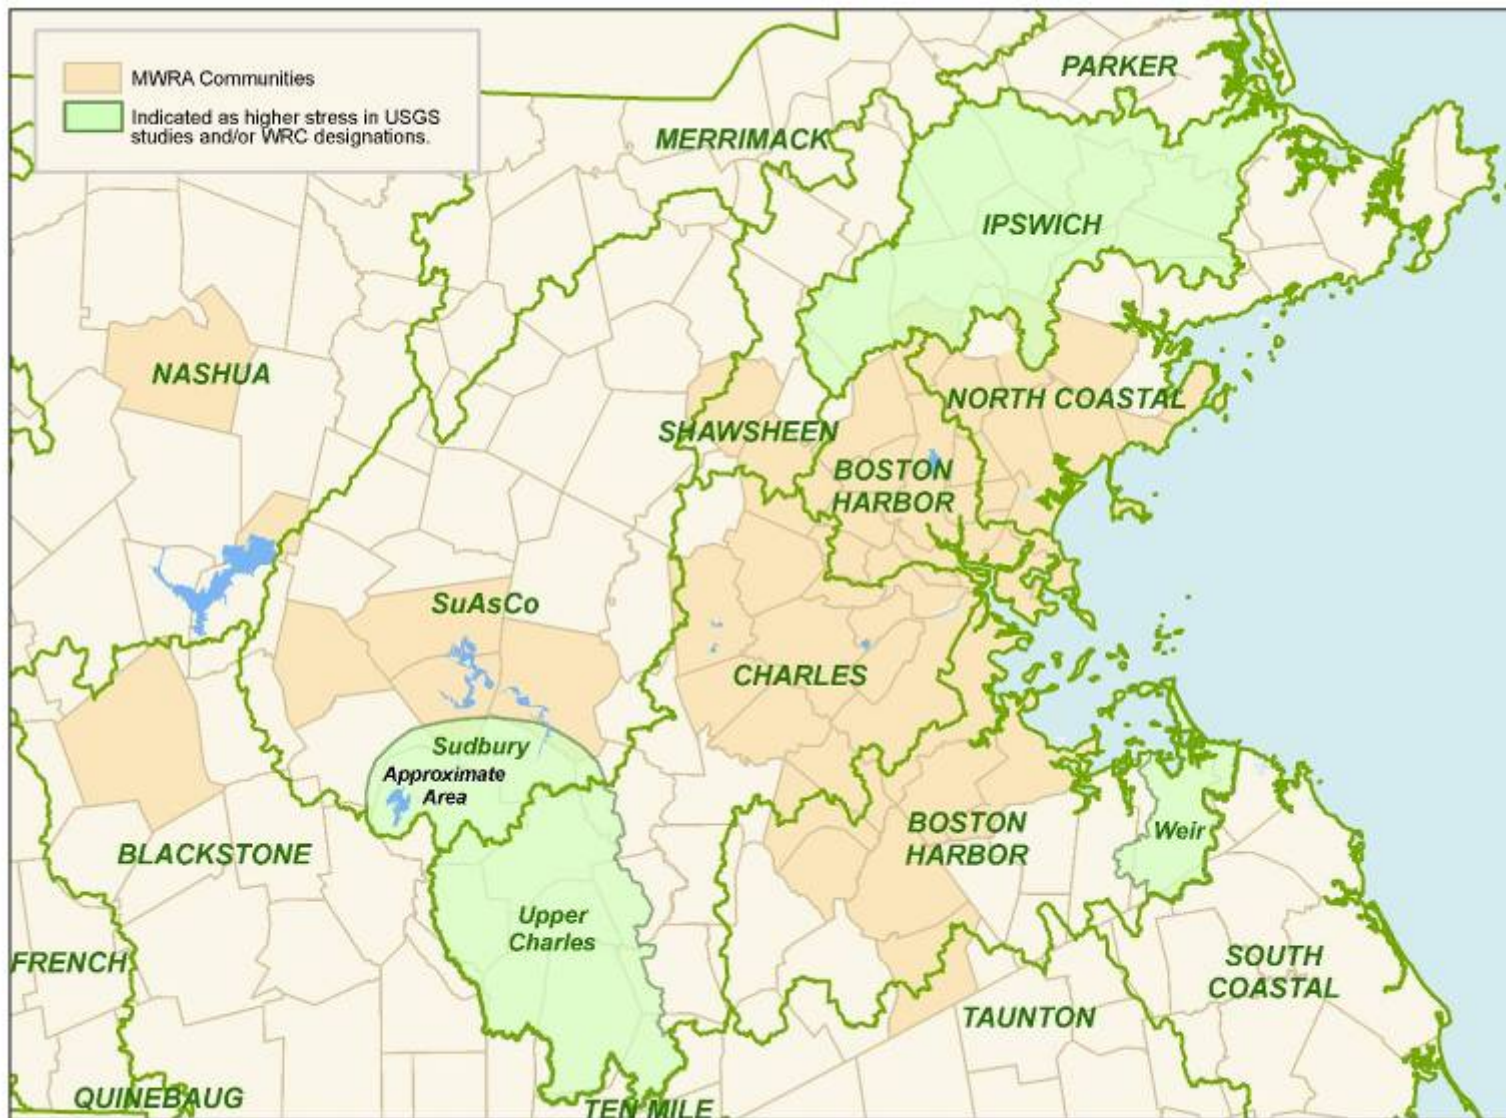 MWRA Communities
Indicated as higher stress in USGS
studies and/or WRC designations.
PARKER
MERRIMACK
IPSWICH
NASHUA
NORTH COASTAL
SHAWSHEEN
BOSTON
HARBOR
SuAsCo
CHARLES
Sudbury
Approximate
Area
BOSTON
HARBOR
Weir
BLACKSTONE
Upper
Charles
FRENCH
SOUTH
COASTAL
TAUNTON
QUINEBAUG
TEN MILE